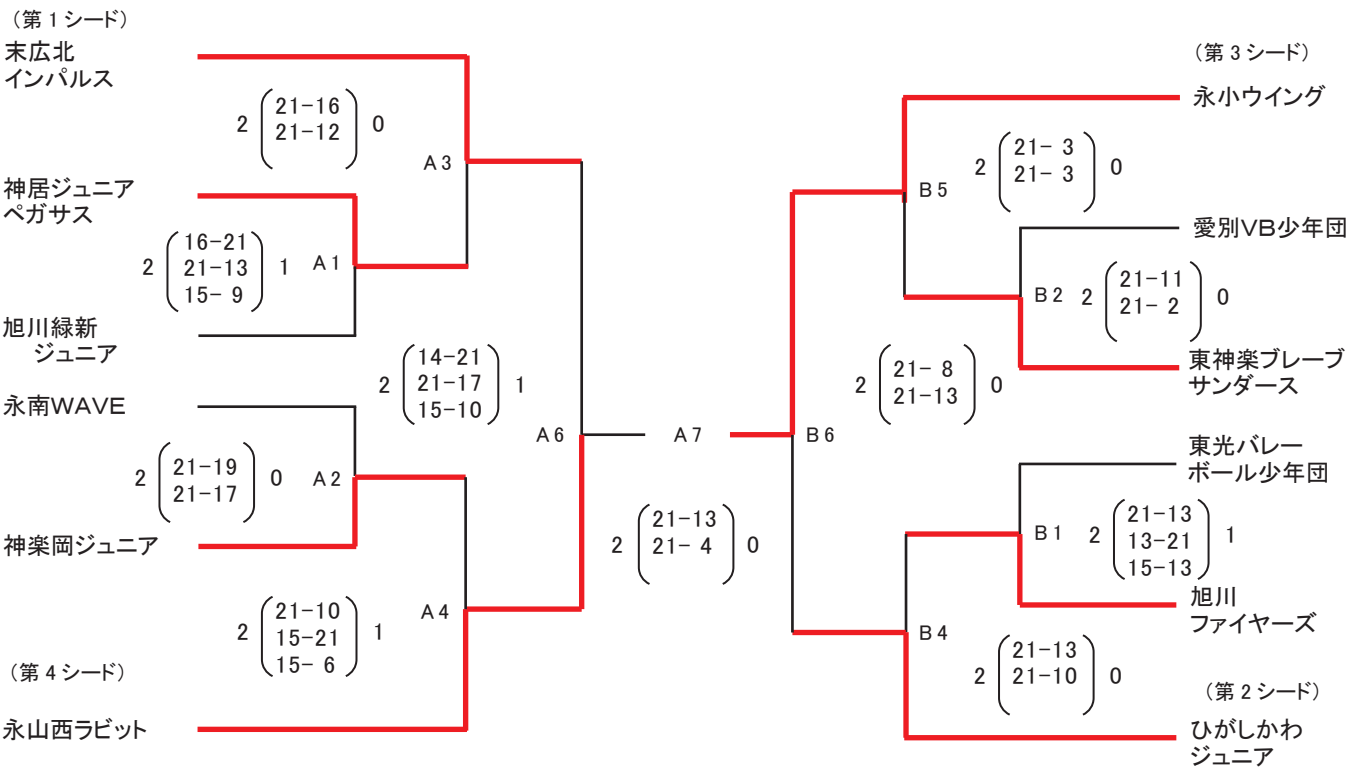 （第１シード）
末広北
インパルス
2 21-16 0
21-12
A3
神居ジュニア
ペガサス
16-21
2 21-13 1
15- 9
A1
旭川緑新
ジュニア
14-21
2 21-17 1
15-10
永南WAVE
A6
2 21-19 0
21-17
A2
神楽岡ジュニア
21-10
2 15-21 1
15- 6
A4
（第４シード）
永山西ラビット
A7
21-13
2 21- 4 0
（第３シード）
永小ウイング
2 21- 3 0
21- 3
B5
愛別VB少年団
B2 2 21-11 0
21- 2
東神楽ブレーブ
サンダース
2 21- 8 0
21-13
B6
東光バレー
ボール少年団
21-13
B1 2 13-21 1
15-13
旭川
ファイヤーズ
B4
21-13
2 21-10 0
（第２シード）
ひがしかわ
ジュニア